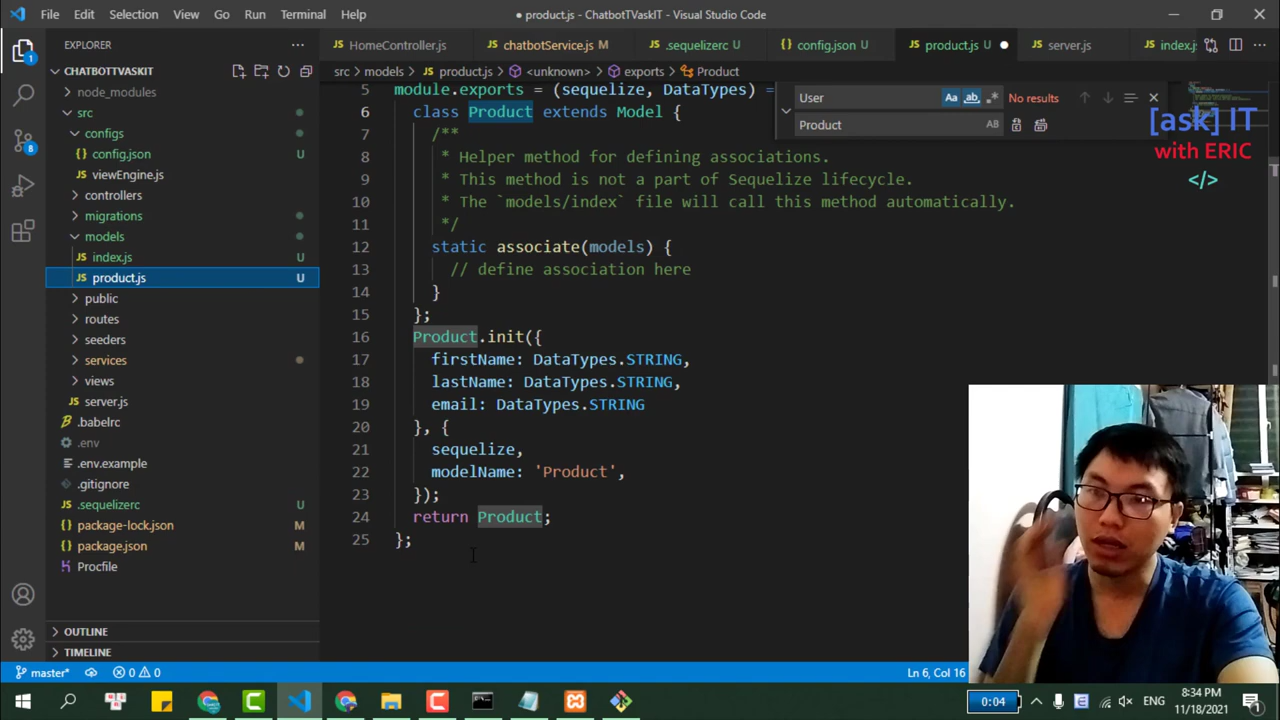 File Edit Selection View Go Run Terminal Help
● product.js - ChatbotTVaskIT - Visual Studio Code
EXPLORER
HomeController.js
chatbotService.js M
.sequelizerc U
config.json U
product.js U
server.js
index.js
CHATBOTTVASKIT
src > models > product.js > <unknown> > exports > Product
node_modules
src
configs
config.json U
viewEngine.js
controllers
migrations
models
index.js U
product.js U
public
routes
seeders
services
views
server.js
.babelrc
.env
.env.example
.gitignore
.sequelizerc U
package-lock.json M
package.json M
Procfile
OUTLINE
TIMELINE
5 module.exports = (sequelize, DataTypes) =
6 class Product extends Model {
7 /**
8 * Helper method for defining associations.
9 * This method is not a part of Sequelize lifecycle.
10 * The `models/index` file will call this method automatically.
11 */
12 static associate(models) {
13 // define association here
14 }
15 };
16 Product.init({
17 firstName: DataTypes.STRING,
18 lastName: DataTypes.STRING,
19 email: DataTypes.STRING
20 }, {
21 sequelize,
22 modelName: 'Product',
23 });
24 return Product;
25 };
User Aa ab No results
Product AB
[ask] IT
with ERIC
</>
1
8
master* 0 0
Ln 6, Col 16
0:04
ENG
8:34 PM
11/18/2021
1